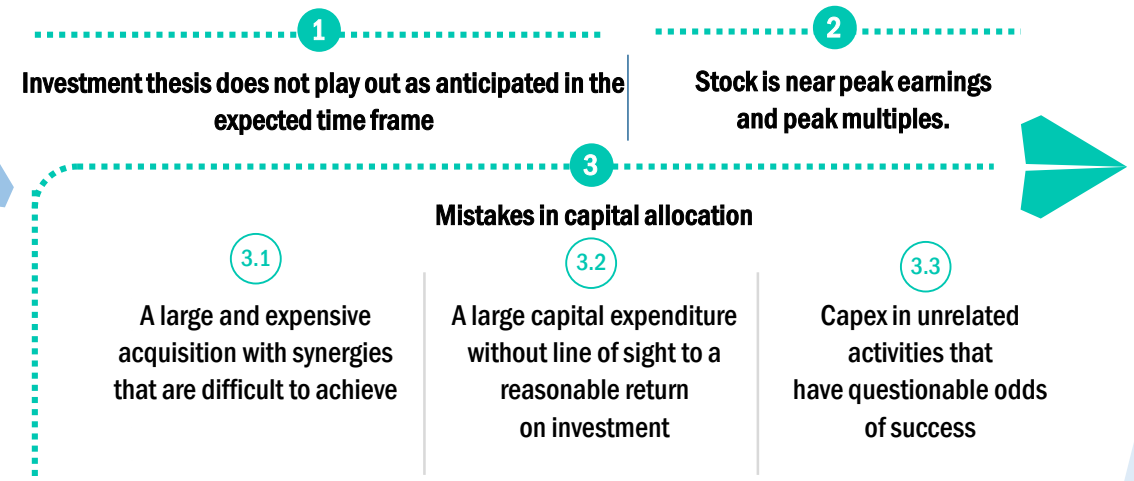 1
Investment thesis does not play out as anticipated in the
expected time frame
2
Stock is near peak earnings
and peak multiples.
3
Mistakes in capital allocation
3.1
A large and expensive
acquisition with synergies
that are difficult to achieve
3.2
A large capital expenditure
without line of sight to a
reasonable return
on investment
3.3
Capex in unrelated
activities that
have questionable odds
of success